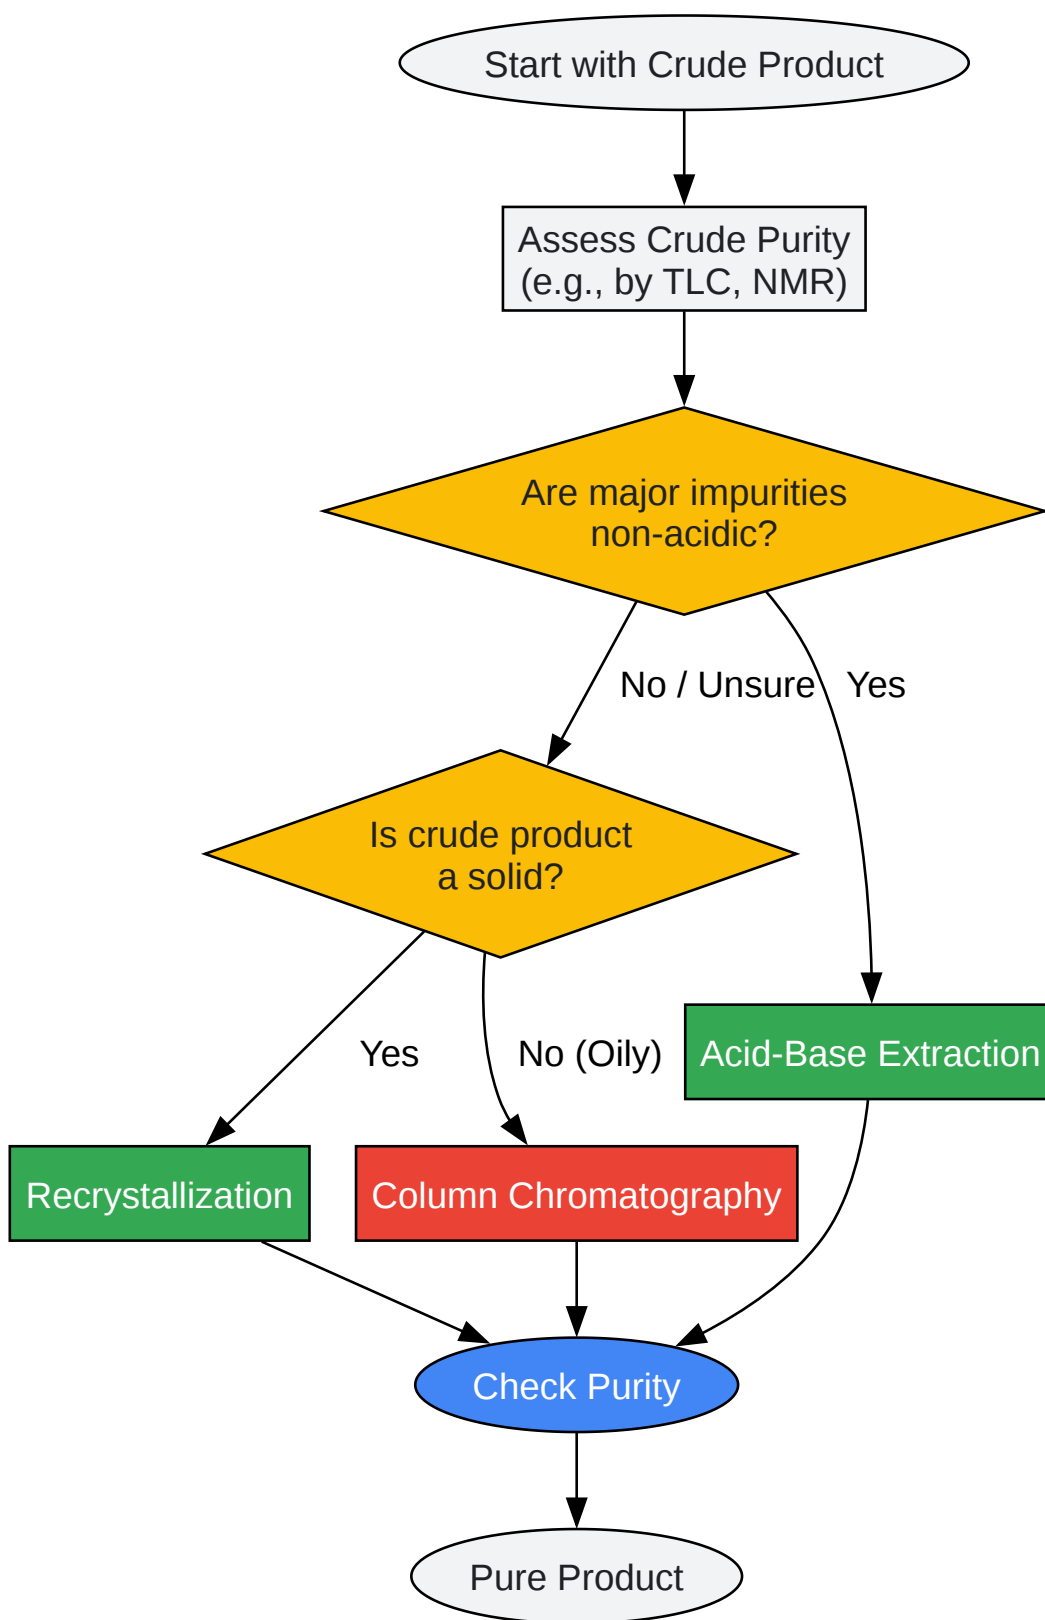 Start with Crude Product
Assess Crude Purity
(e.g., by TLC, NMR)
Are major impurities
non-acidic?
No / Unsure
Yes
Is crude product
a solid?
Yes
No (Oily)
Acid-Base Extraction
Recrystallization
Column Chromatography
Check Purity
Pure Product